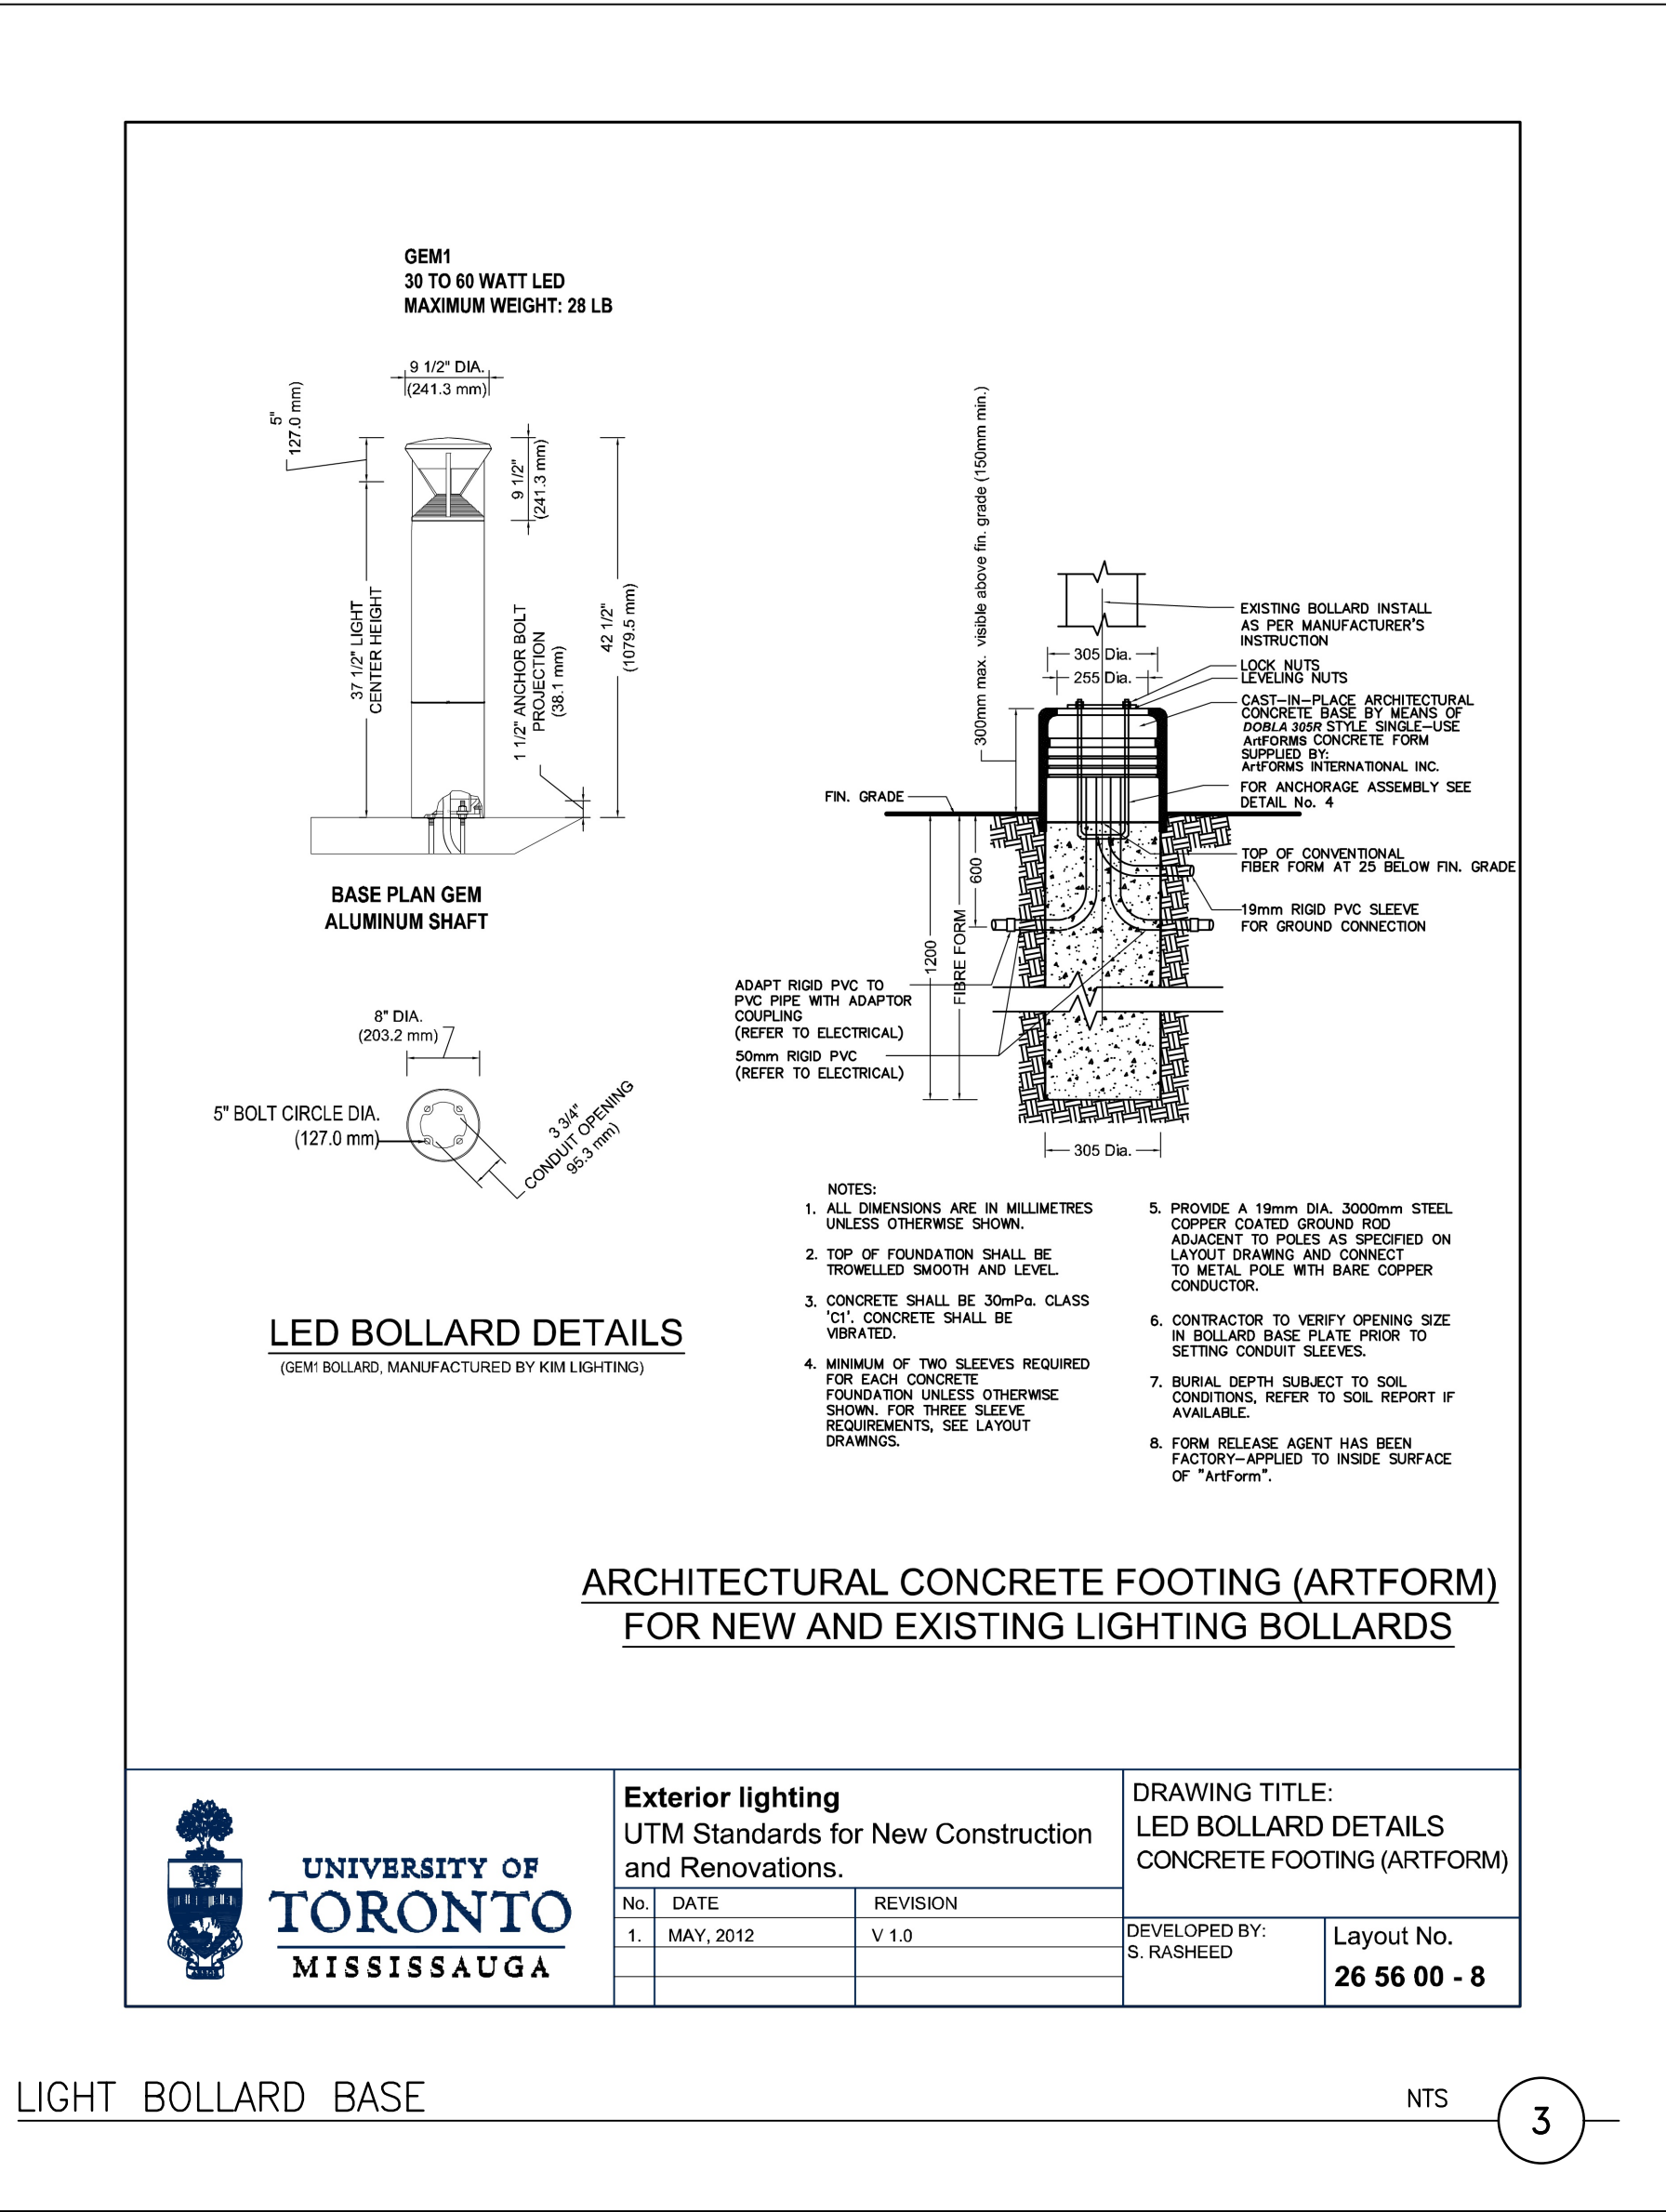 GEM1
30 TO 60 WATT LED
MAXIMUM WEIGHT: 28 LB
9 1/2" DIA.
(241.3 mm)
5"
127.0 mm)
9 1/2"
(241.3 mm)
37 1/2" LIGHT
CENTER HEIGHT
1 1/2" ANCHOR BOLT
PROJECTION
(38.1 mm)
42 1/2"
(1079.5 mm)
BASE PLAN GEM
ALUMINUM SHAFT
8" DIA.
(203.2 mm)
5" BOLT CIRCLE DIA.
(127.0 mm)
3 3/4"
CONDUIT OPENING
95.3 mm)
LED BOLLARD DETAILS
(GEM1 BOLLARD, MANUFACTURED BY KIM LIGHTING)
300mm max. visible above fin. grade (150mm min.)
305 Dia.
255 Dia.
EXISTING BOLLARD INSTALL
AS PER MANUFACTURER'S
INSTRUCTION
LOCK NUTS
LEVELING NUTS
CAST-IN-PLACE ARCHITECTURAL
CONCRETE BASE BY MEANS OF
DOBLA 305R STYLE SINGLE-USE
ArtFORMS CONCRETE FORM
SUPPLIED BY:
ArtFORMS INTERNATIONAL INC.
FOR ANCHORAGE ASSEMBLY SEE
DETAIL No. 4
FIN. GRADE
TOP OF CONVENTIONAL
FIBER FORM AT 25 BELOW FIN. GRADE
19mm RIGID PVC SLEEVE
FOR GROUND CONNECTION
600
1200
FIBRE FORM
ADAPT RIGID PVC TO
PVC PIPE WITH ADAPTOR
COUPLING
(REFER TO ELECTRICAL)
50mm RIGID PVC
(REFER TO ELECTRICAL)
305 Dia.
NOTES:
1. ALL DIMENSIONS ARE IN MILLIMETRES
UNLESS OTHERWISE SHOWN.
2. TOP OF FOUNDATION SHALL BE
TROWELLED SMOOTH AND LEVEL.
3. CONCRETE SHALL BE 30mPa. CLASS
'C1'. CONCRETE SHALL BE
VIBRATED.
4. MINIMUM OF TWO SLEEVES REQUIRED
FOR EACH CONCRETE
FOUNDATION UNLESS OTHERWISE
SHOWN. FOR THREE SLEEVE
REQUIREMENTS, SEE LAYOUT
DRAWINGS.
5. PROVIDE A 19mm DIA. 3000mm STEEL
COPPER COATED GROUND ROD
ADJACENT TO POLES AS SPECIFIED ON
LAYOUT DRAWING AND CONNECT
TO METAL POLE WITH BARE COPPER
CONDUCTOR.
6. CONTRACTOR TO VERIFY OPENING SIZE
IN BOLLARD BASE PLATE PRIOR TO
SETTING CONDUIT SLEEVES.
7. BURIAL DEPTH SUBJECT TO SOIL
CONDITIONS, REFER TO SOIL REPORT IF
AVAILABLE.
8. FORM RELEASE AGENT HAS BEEN
FACTORY-APPLIED TO INSIDE SURFACE
OF "ArtForm".
ARCHITECTURAL CONCRETE FOOTING (ARTFORM)
FOR NEW AND EXISTING LIGHTING BOLLARDS
UNIVERSITY OF
TORONTO
MISSISSAUGA
Exterior lighting
UTM Standards for New Construction
and Renovations.
No. DATE REVISION
1. MAY, 2012 V 1.0
DRAWING TITLE:
LED BOLLARD DETAILS
CONCRETE FOOTING (ARTFORM)
DEVELOPED BY:
S. RASHEED
Layout No.
26 56 00 - 8
LIGHT BOLLARD BASE
NTS
3